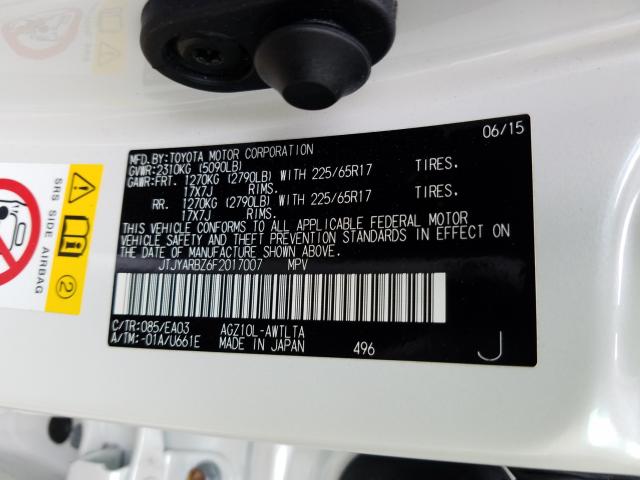 06/15
MFD.BY:TOYOTA MOTOR CORPORATION
GVWR:2310KG (5090LB)
GAWR:FRT. 1270KG (2790LB) WITH 225/65R17 TIRES.
17X7J RIMS.
RR. 1270KG (2790LB) WITH 225/65R17 TIRES.
17X7J RIMS.
THIS VEHICLE CONFORMS TO ALL APPLICABLE FEDERAL MOTOR
VEHICLE SAFETY AND THEFT PREVENTION STANDARDS IN EFFECT ON
THE DATE OF MANUFACTURE SHOWN ABOVE.
JTJYARBZ6F2017007 MPV
C/TR:085/EA03 AGZ10L-AWTLTA
A/TM:-01A/U661E MADE IN JAPAN 496 J
SRS SIDE AIRBAG
2